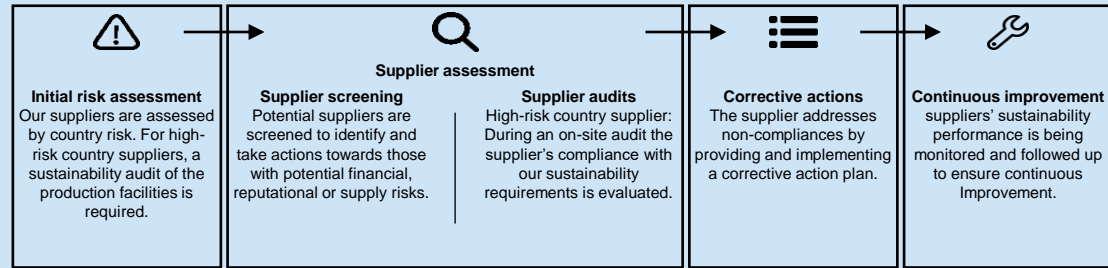 Initial risk assessment
Our suppliers are assessed
by country risk. For high-
risk country suppliers, a
sustainability audit of the
production facilities is
required.
Supplier assessment
Supplier screening
Potential suppliers are
screened to identify and
take actions towards those
with potential financial,
reputational or supply risks.
Supplier audits
High-risk country supplier:
During an on-site audit the
supplier’s compliance with
our sustainability
requirements is evaluated.
Corrective actions
The supplier addresses
non-compliances by
providing and implementing
a corrective action plan.
Continuous improvement
suppliers’ sustainability
performance is being
monitored and followed up
to ensure continuous
Improvement.